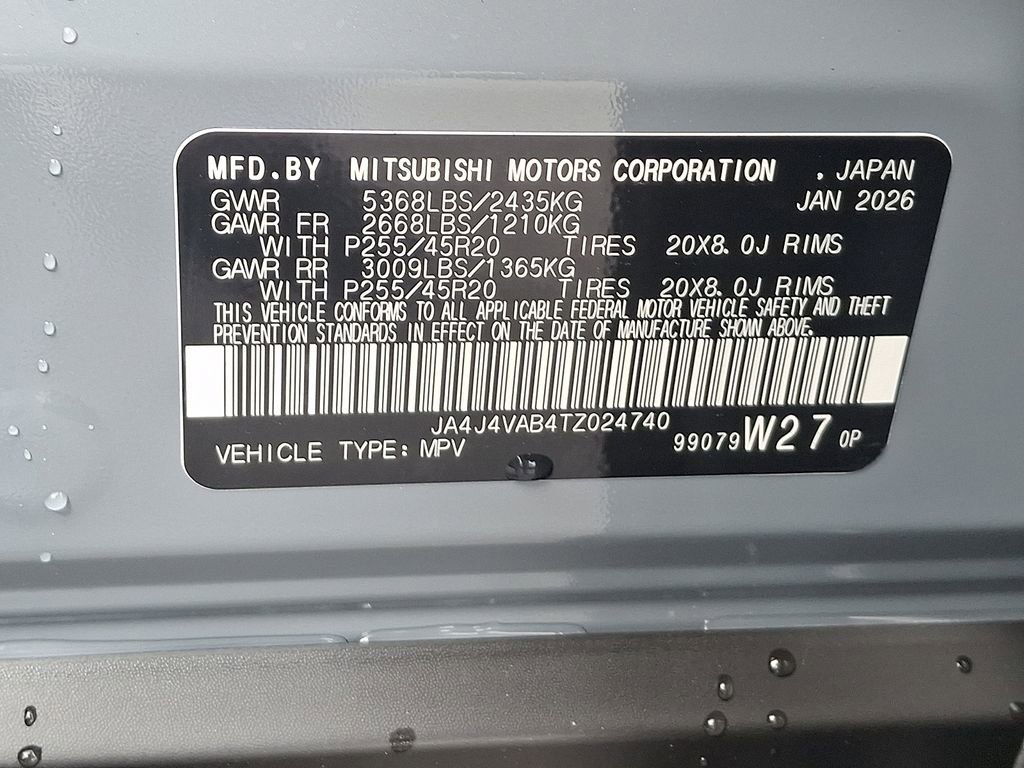 MFD.BY MITSUBISHI MOTORS CORPORATION , JAPAN
GVWR 5368LBS/2435KG JAN 2026
GAWR FR 2668LBS/1210KG
WITH P255/45R20 TIRES 20X8.0J RIMS
GAWR RR 3009LBS/1365KG
WITH P255/45R20 TIRES 20X8.0J RIMS
THIS VEHICLE CONFORMS TO ALL APPLICABLE FEDERAL MOTOR VEHICLE SAFETY AND THEFT
PREVENTION STANDARDS IN EFFECT ON THE DATE OF MANUFACTURE SHOWN ABOVE.
JA4J4VAB4TZ024740
VEHICLE TYPE: MPV 99079 W27 0P